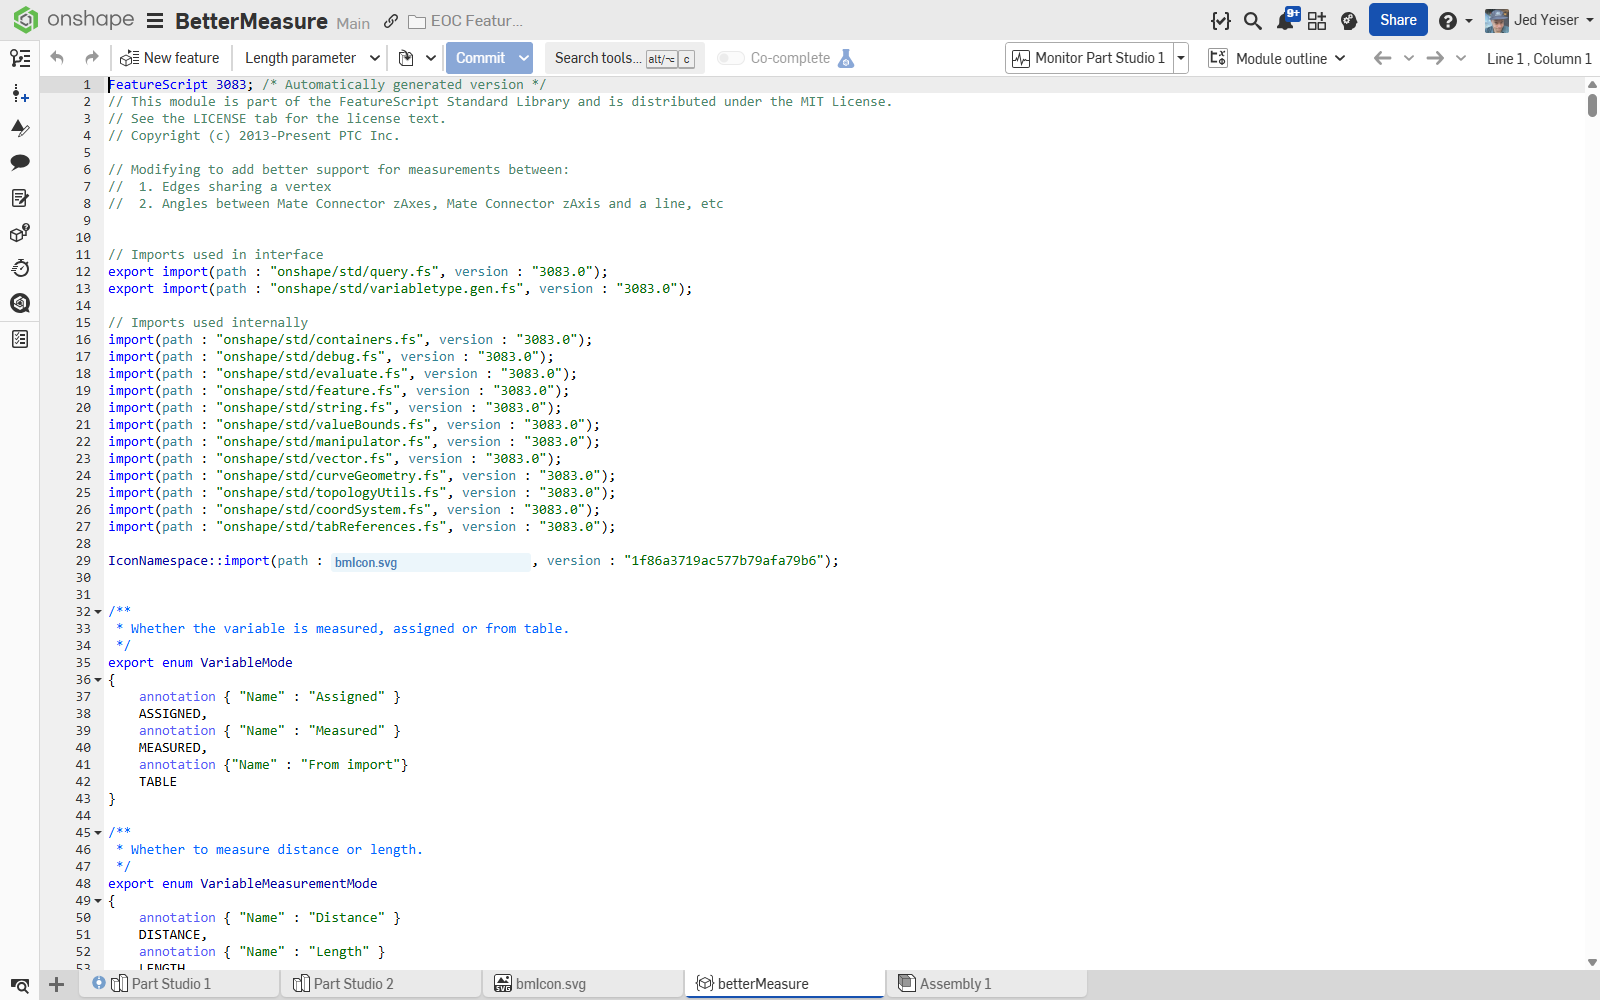 onshape BetterMeasure Main EOC Featur... 9+ Share Jed Yeiser
New feature Length parameter Commit Search tools... alt/⌥ c Co-complete Monitor Part Studio 1 Module outline Line 1 , Column 1
1 FeatureScript 3083; /* Automatically generated version */
2 // This module is part of the FeatureScript Standard Library and is distributed under the MIT License.
3 // See the LICENSE tab for the license text.
4 // Copyright (c) 2013-Present PTC Inc.
5
6 // Modifying to add better support for measurements between:
7 //  1. Edges sharing a vertex
8 //  2. Angles between Mate Connector zAxes, Mate Connector zAxis and a line, etc
9
10
11 // Imports used in interface
12 export import(path : "onshape/std/query.fs", version : "3083.0");
13 export import(path : "onshape/std/variabletype.gen.fs", version : "3083.0");
14
15 // Imports used internally
16 import(path : "onshape/std/containers.fs", version : "3083.0");
17 import(path : "onshape/std/debug.fs", version : "3083.0");
18 import(path : "onshape/std/evaluate.fs", version : "3083.0");
19 import(path : "onshape/std/feature.fs", version : "3083.0");
20 import(path : "onshape/std/string.fs", version : "3083.0");
21 import(path : "onshape/std/valueBounds.fs", version : "3083.0");
22 import(path : "onshape/std/manipulator.fs", version : "3083.0");
23 import(path : "onshape/std/vector.fs", version : "3083.0");
24 import(path : "onshape/std/curveGeometry.fs", version : "3083.0");
25 import(path : "onshape/std/topologyUtils.fs", version : "3083.0");
26 import(path : "onshape/std/coordSystem.fs", version : "3083.0");
27 import(path : "onshape/std/tabReferences.fs", version : "3083.0");
28
29 IconNamespace::import(path : bmIcon.svg , version : "1f86a3719ac577b79afa79b6");
30
31
32 /**
33  * Whether the variable is measured, assigned or from table.
34  */
35 export enum VariableMode
36 {
37     annotation { "Name" : "Assigned" }
38     ASSIGNED,
39     annotation { "Name" : "Measured" }
40     MEASURED,
41     annotation {"Name" : "From import"}
42     TABLE
43 }
44
45 /**
46  * Whether to measure distance or length.
47  */
48 export enum VariableMeasurementMode
49 {
50     annotation { "Name" : "Distance" }
51     DISTANCE,
52     annotation { "Name" : "Length" }
53     LENGTH
Part Studio 1 Part Studio 2 SVG bmIcon.svg betterMeasure Assembly 1